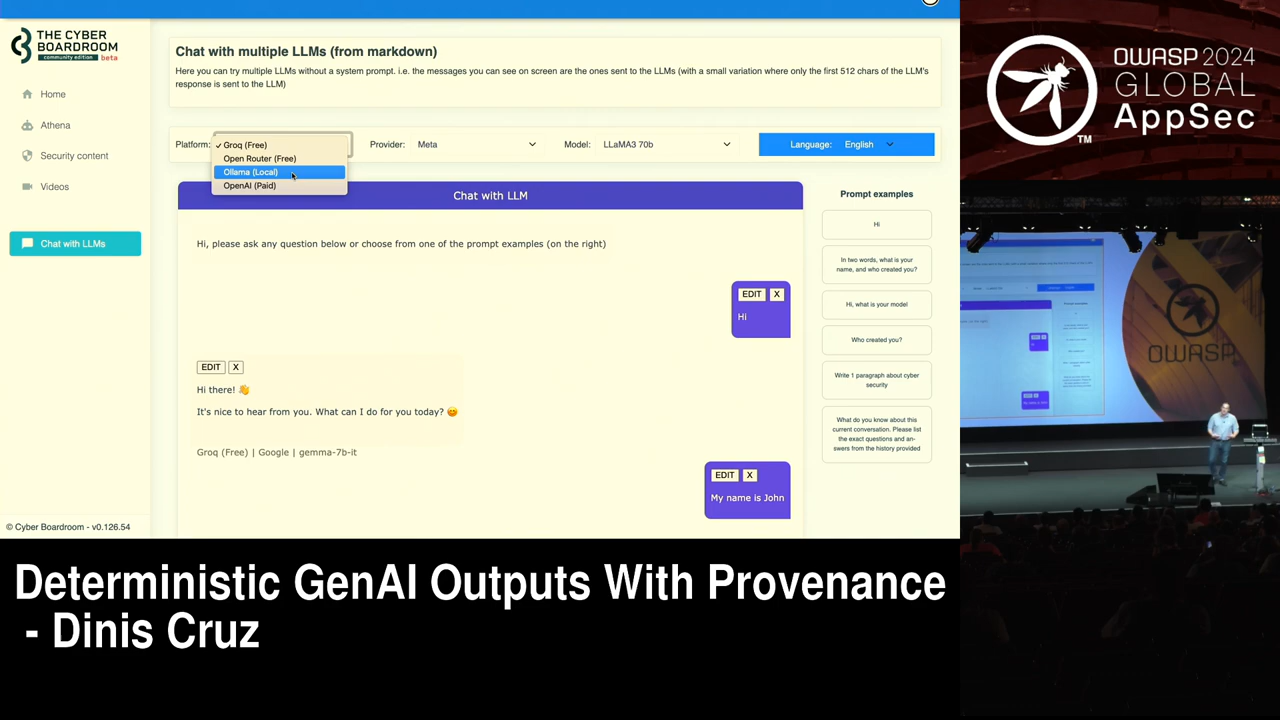 THE CYBER
BOARDROOM
community edition beta
Home
Athena
Security content
Videos
Chat with LLMs
© Cyber Boardroom - v0.126.54
Chat with multiple LLMs (from markdown)
Here you can try multiple LLMs without a system prompt. i.e. the messages you can see on screen are the ones sent to the LLMs (with a small variation where only the first 512 chars of the LLM's
response is sent to the LLM)
Platform:
✓ Groq (Free)
Open Router (Free)
Ollama (Local)
OpenAI (Paid)
Provider: Meta
Model: LLaMA3 70b
Language: English
Chat with LLM
Hi, please ask any question below or choose from one of the prompt examples (on the right)
EDIT X
Hi
EDIT X
Hi there! 👋
It's nice to hear from you. What can I do for you today? 😊
Groq (Free) | Google | gemma-7b-it
EDIT X
My name is John
Prompt examples
Hi
In two words, what is your
name, and who created you?
Hi, what is your model
Who created you?
Write 1 paragraph about cyber
security
What do you know about this
current conversation. Please list
the exact questions and an-
swers from the history provided
OWASP 2024
GLOBAL
AppSec
TM
OWASP
Deterministic GenAI Outputs With Provenance
- Dinis Cruz